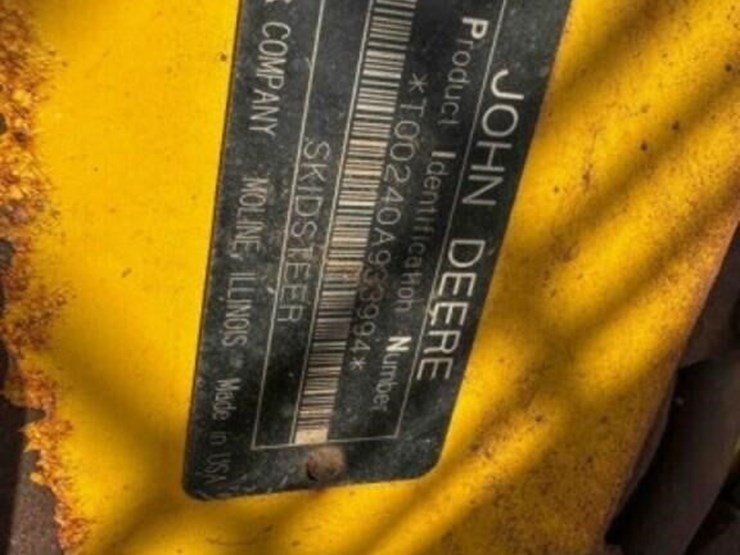 JOHN DEERE
Product Identification Number
*T00240A933994*
SKIDSTEER
& COMPANY MOLINE, ILLINOIS Made in USA